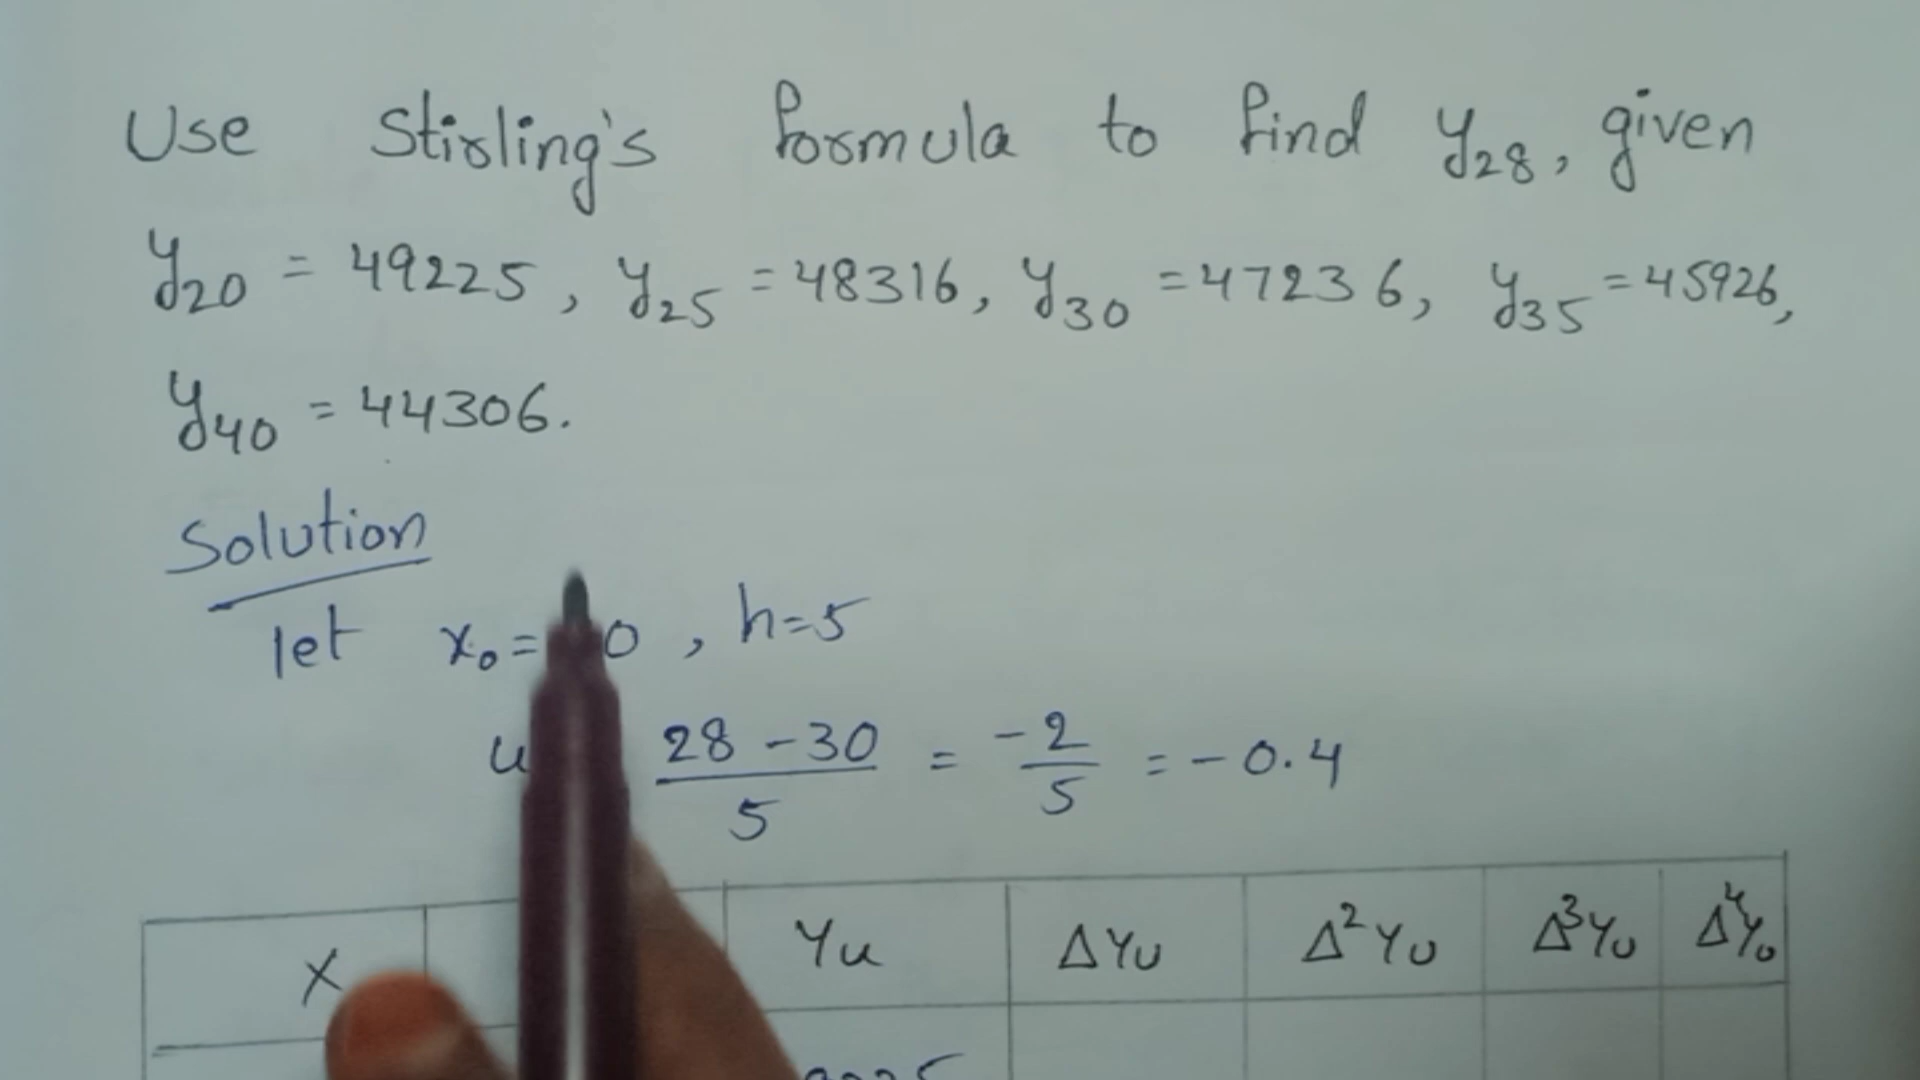 Use Stirling's formula to find y₂₈, given
y₂₀ = 49225, y₂₅ = 48316, y₃₀ = 47236, y₃₅ = 45926,
y₄₀ = 44306.
Solution
let x₀ = 0, h=5
u 28 - 30 / 5 = -2 / 5 = -0.4
X Yu ΔYu Δ²Yu Δ³Yu Δ⁴Yu